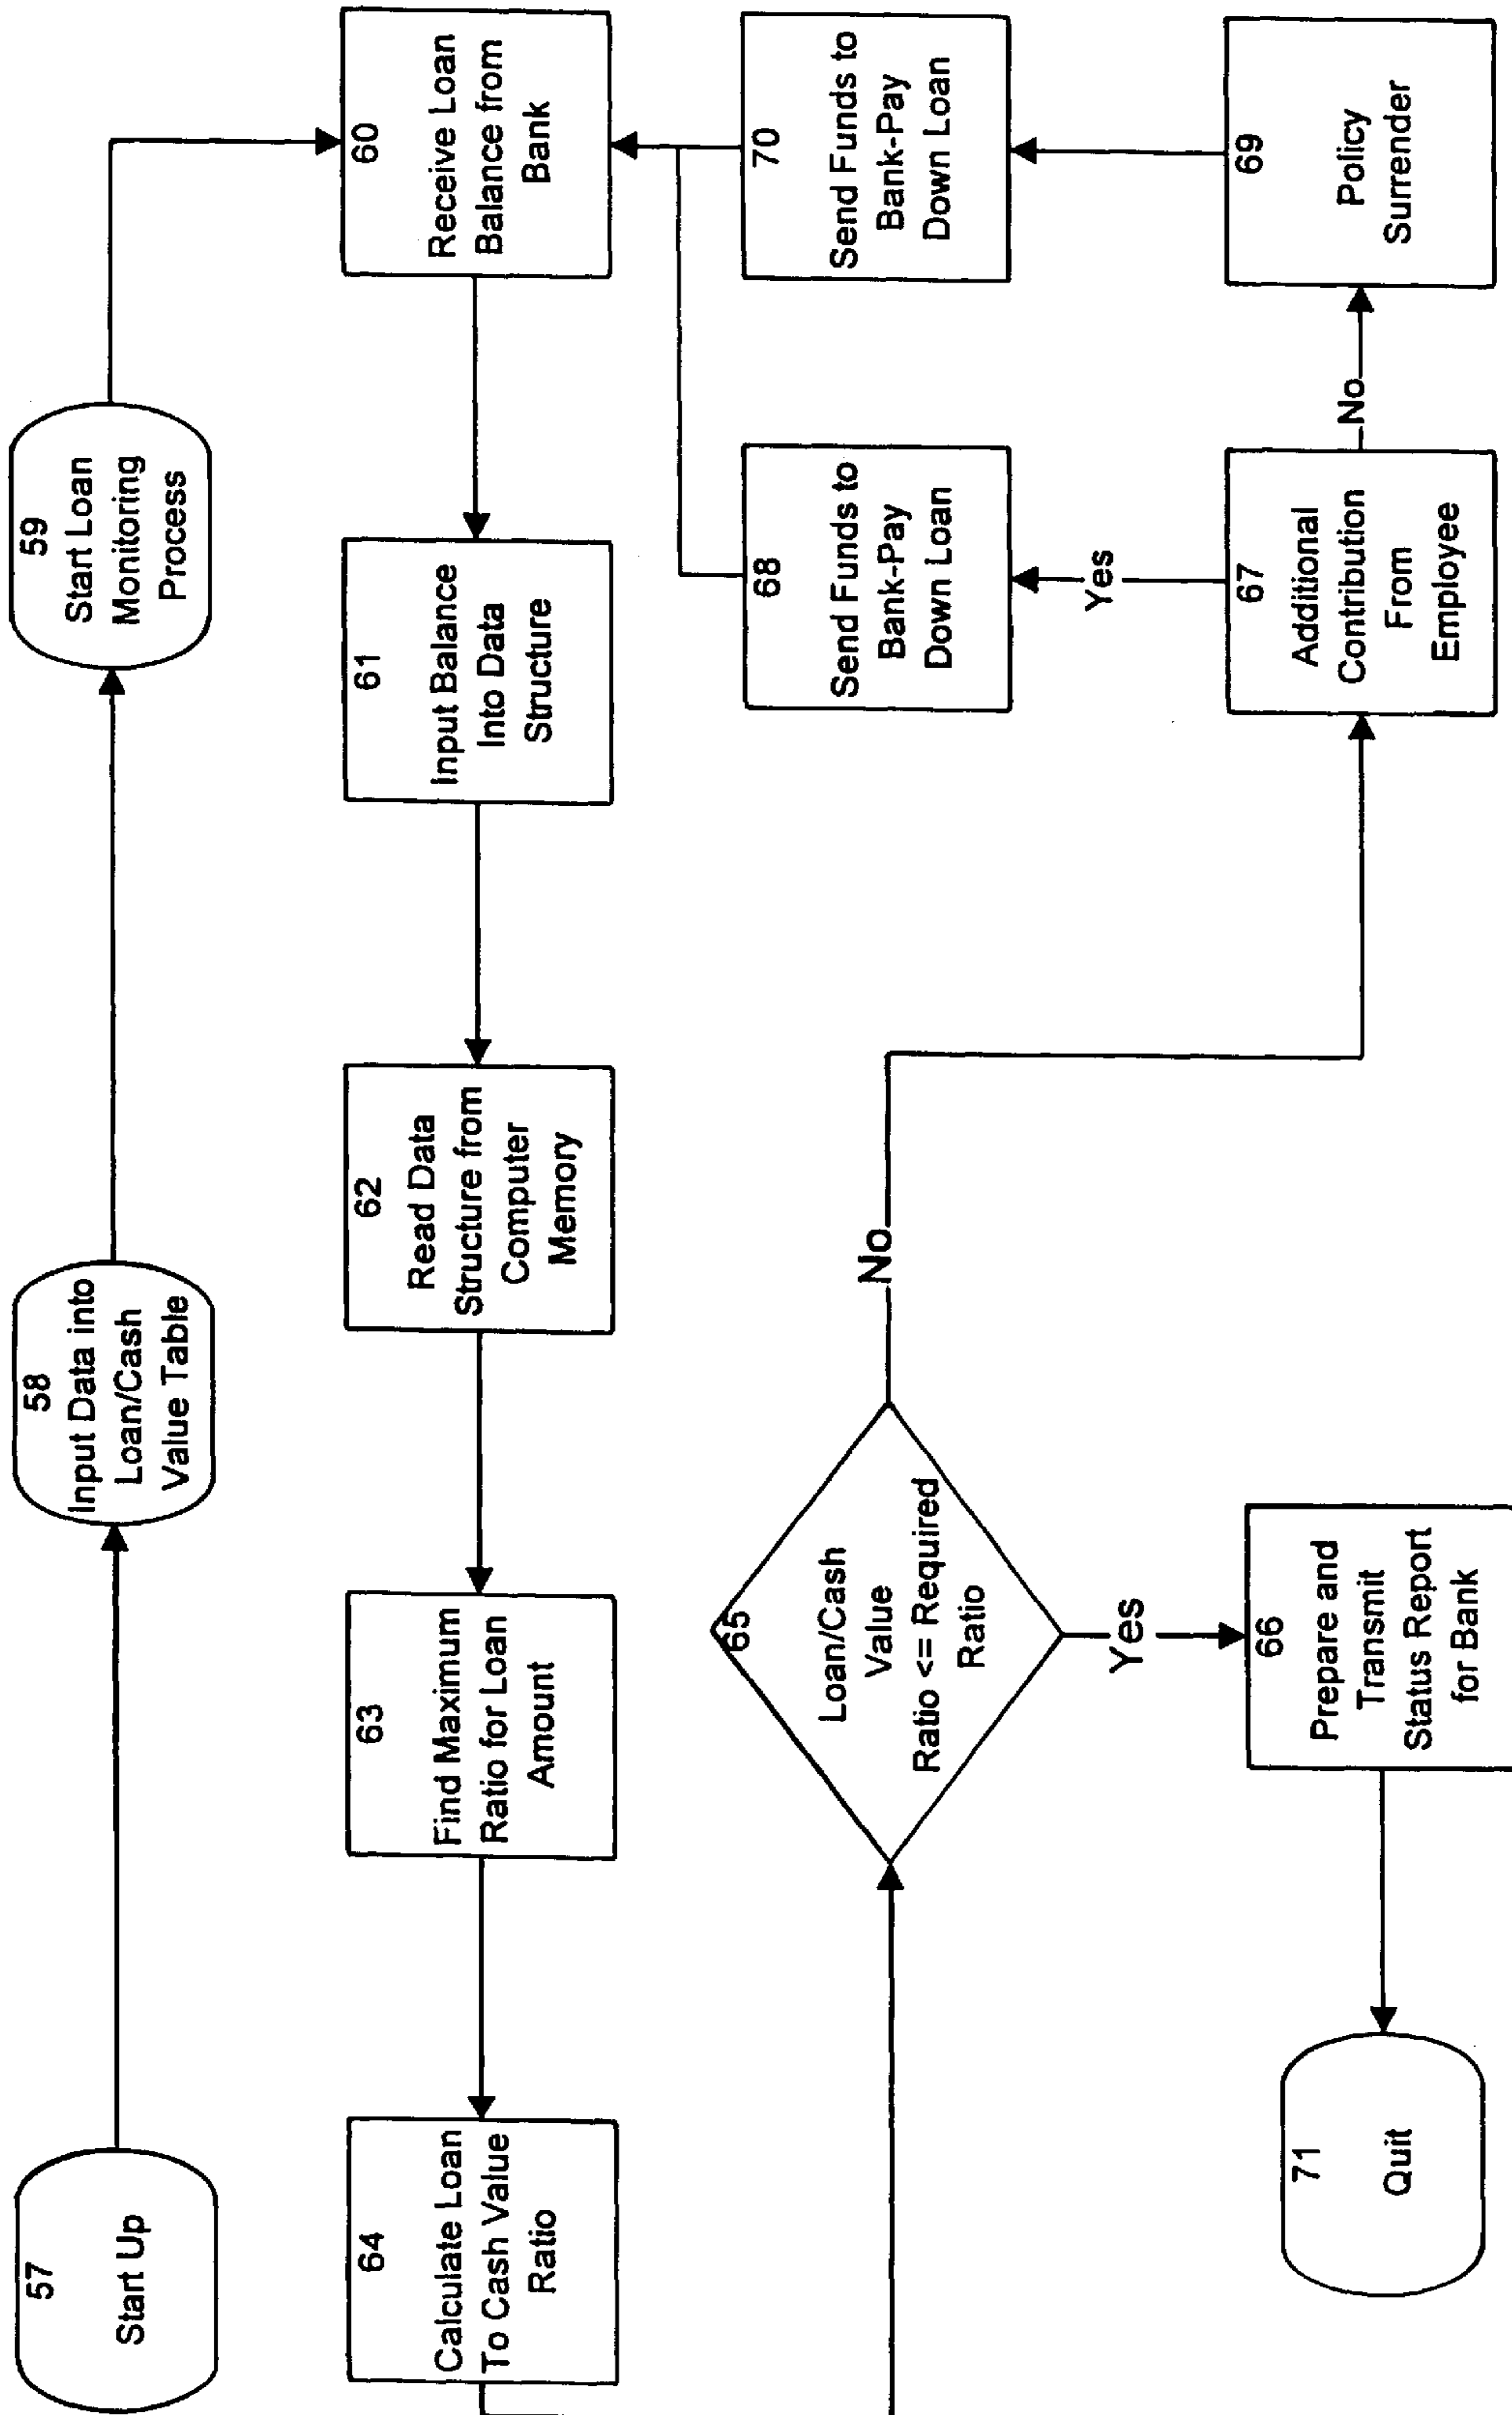 57
Start Up
58
Input Data into
Loan/Cash
Value Table
59
Start Loan
Monitoring
Process
64
Calculate Loan
To Cash Value
Ratio
63
Find Maximum
Ratio for Loan
Amount
62
Read Data
Structure from
Computer
Memory
61
Input Balance
Into Data
Structure
60
Receive Loan
Balance from
Bank
65
Loan/Cash
Value
Ratio <= Required
Ratio
No
Yes
68
Send Funds to
Bank-Pay
Down Loan
70
Send Funds to
Bank-Pay
Down Loan
Yes
71
Quit
66
Prepare and
Transmit
Status Report
for Bank
67
Additional
Contribution
From
Employee
No
69
Policy
Surrender